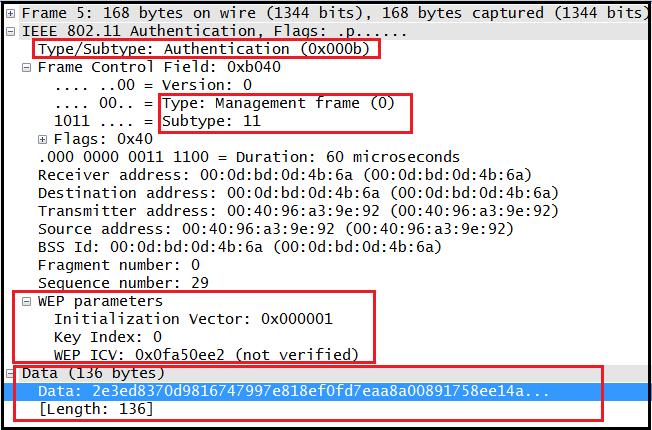 Frame 5: 168 bytes on wire (1344 bits), 168 bytes captured (1344 bits)
IEEE 802.11 Authentication, Flags: .p......
Type/Subtype: Authentication (0x000b)
Frame Control Field: 0xb040
.... ..00 = Version: 0
.... 00.. = Type: Management frame (0)
1011 .... = Subtype: 11
Flags: 0x40
.000 0000 0011 1100 = Duration: 60 microseconds
Receiver address: 00:0d:bd:0d:4b:6a (00:0d:bd:0d:4b:6a)
Destination address: 00:0d:bd:0d:4b:6a (00:0d:bd:0d:4b:6a)
Transmitter address: 00:40:96:a3:9e:92 (00:40:96:a3:9e:92)
Source address: 00:40:96:a3:9e:92 (00:40:96:a3:9e:92)
BSS Id: 00:0d:bd:0d:4b:6a (00:0d:bd:0d:4b:6a)
Fragment number: 0
Sequence number: 29
WEP parameters
Initialization Vector: 0x000001
Key Index: 0
WEP ICV: 0x0fa50ee2 (not verified)
Data (136 bytes)
Data: 2e3ed8370d9816747997e818ef0fd7eaa8a00891758ee14a...
[Length: 136]